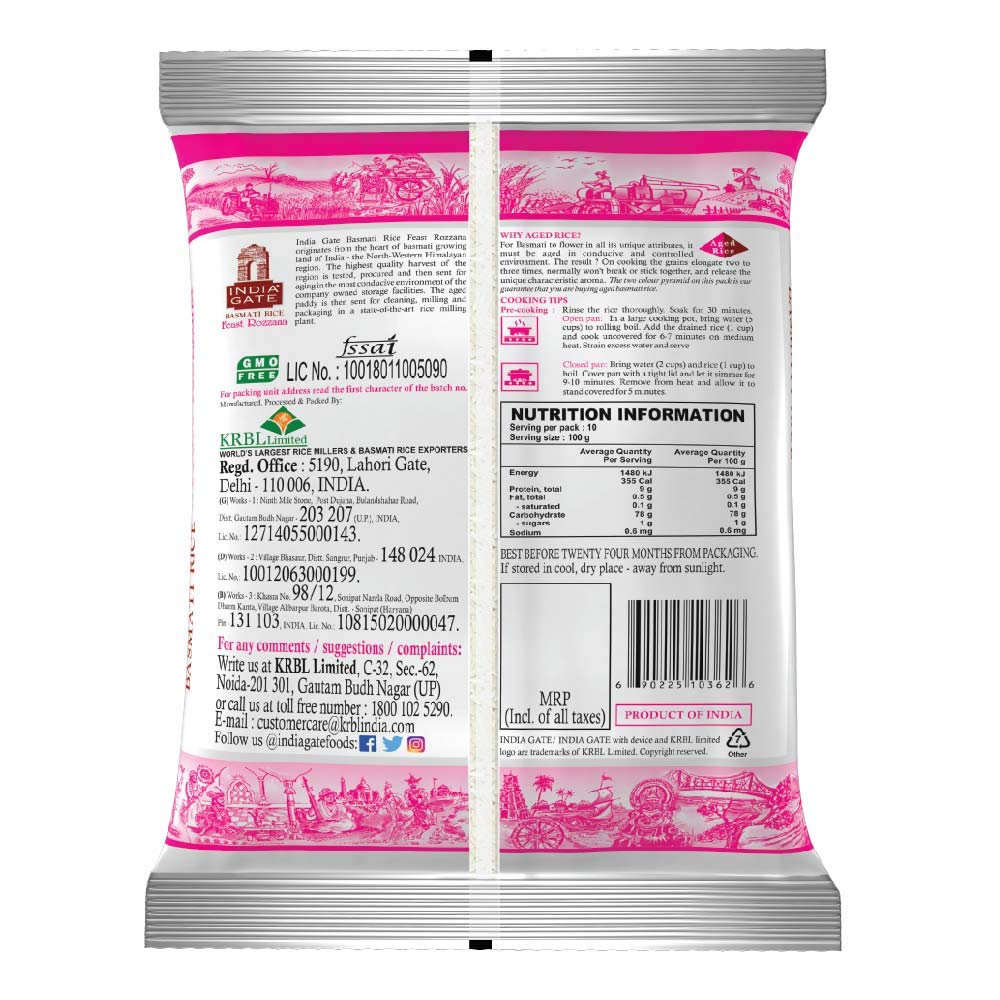 India Gate Basmati Rice Feast Rozzana
originates from the heart of basmati growing
land of India - the North-Western Himalayan
region. The highest quality harvest of the
region is tested, procured and then sent for
aging in the most conducive environment of the
company owned storage facilities. The aged
paddy is then sent for cleaning, milling and
packaging in a state-of-the-art rice milling
plant.
INDIA
GATE
BASMATI RICE
Feast Rozzana
fssai
GMO
FREE
LIC No. : 10018011005090
For packing unit address read the first character of the batch no.
Manufactured, Processed & Packed By:
KRBL Limited
WORLD'S LARGEST RICE MILLERS & BASMATI RICE EXPORTERS
Regd. Office : 5190, Lahori Gate,
Delhi - 110 006, INDIA.
(G) Works - 1 : Ninth Mile Stone, Post Dujana, Bulandshahar Road,
Dist. Gautam Budh Nagar - 203 207 (U.P.), INDIA,
Lic. No.: 12714055000143.
(D) Works - 2 : Village Bhasaur, Distt. Sangrur, Punjab- 148 024 INDIA,
Lic. No.: 10012063000199.
(B) Works - 3 : Khasra No. 98/12, Sonipat Narela Road, Opposite Bolbum
Dharm Kanta, Village Akbarpur Barota, Dist. - Sonipat (Haryana)
Pin 131 103, INDIA, Lic. No.: 10815020000047.
For any comments / suggestions / complaints:
Write us at KRBL Limited, C-32, Sec.-62,
Noida-201 301, Gautam Budh Nagar (UP)
or call us at toll free number : 1800 102 5290.
E-mail : customercare@krblindia.com
Follow us @indiagatefoods:
BASMATI RICE
WHY AGED RICE?
For Basmati to flower in all its unique attributes, it
must be aged in conducive and controlled
environment. The result ? On cooking the grains elongate two to
three times, normally won't break or stick together, and release the
unique characteristic aroma. The two colour pyramid on this pack is our
guarantee that you are buying aged basmati rice.
Aged
Rice
COOKING TIPS
Pre-cooking : Rinse the rice thoroughly. Soak for 30 minutes.
Open pan: In a large cooking pot, bring water (5
cups) to rolling boil. Add the drained rice (1 cup)
and cook uncovered for 6-7 minutes on medium
heat. Strain excess water and serve
Closed pan: Bring water (2 cups) and rice (1 cup) to
boil. Cover pan with a tight lid and let it simmer for
9-10 minutes. Remove from heat and allow it to
stand covered for 5 minutes.
NUTRITION INFORMATION
Serving per pack : 10
Serving size : 100 g
Average Quantity Per Serving Average Quantity Per 100 g
Energy 1480 kJ 1480 kJ
355 Cal 355 Cal
Protein, total 9 g 9 g
Fat, total 0.5 g 0.5 g
- saturated 0.1 g 0.1 g
Carbohydrate 78 g 78 g
- sugars 1 g 1 g
Sodium 0.6 mg 0.6 mg
BEST BEFORE TWENTY FOUR MONTHS FROM PACKAGING.
If stored in cool, dry place - away from sunlight.
MRP
(Incl. of all taxes)
6 90225 10362 6
PRODUCT OF INDIA
INDIA GATE/ INDIA GATE with device and KRBL limited
logo are trademarks of KRBL Limited. Copyright reserved.
7
Other